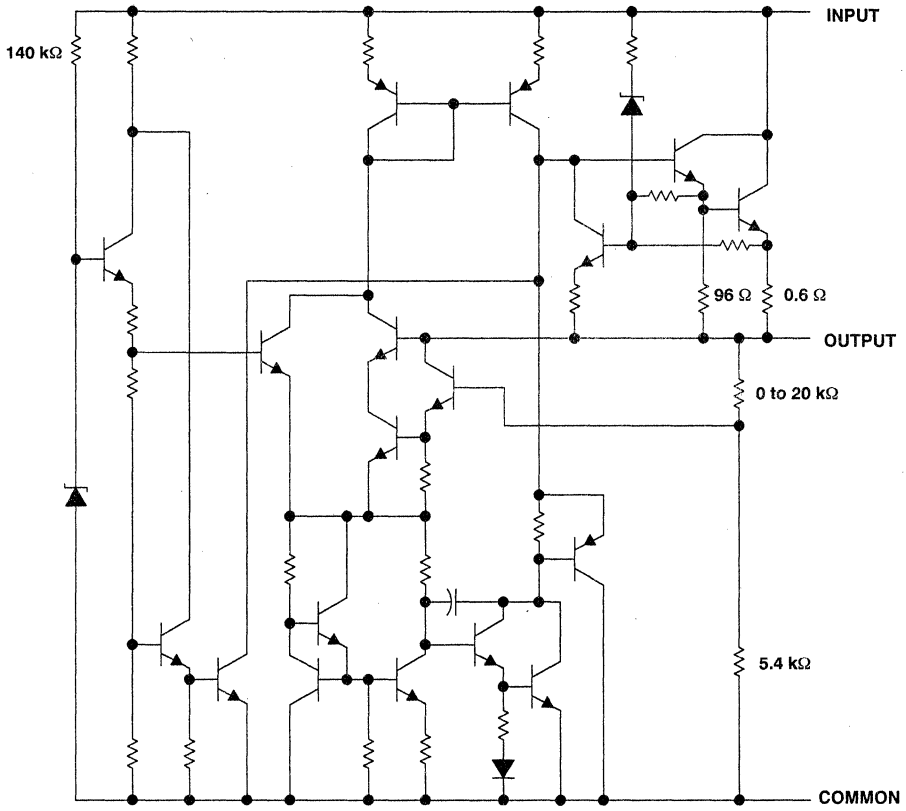 INPUT
140 kΩ
96 Ω
0.6 Ω
OUTPUT
0 to 20 kΩ
5.4 kΩ
COMMON